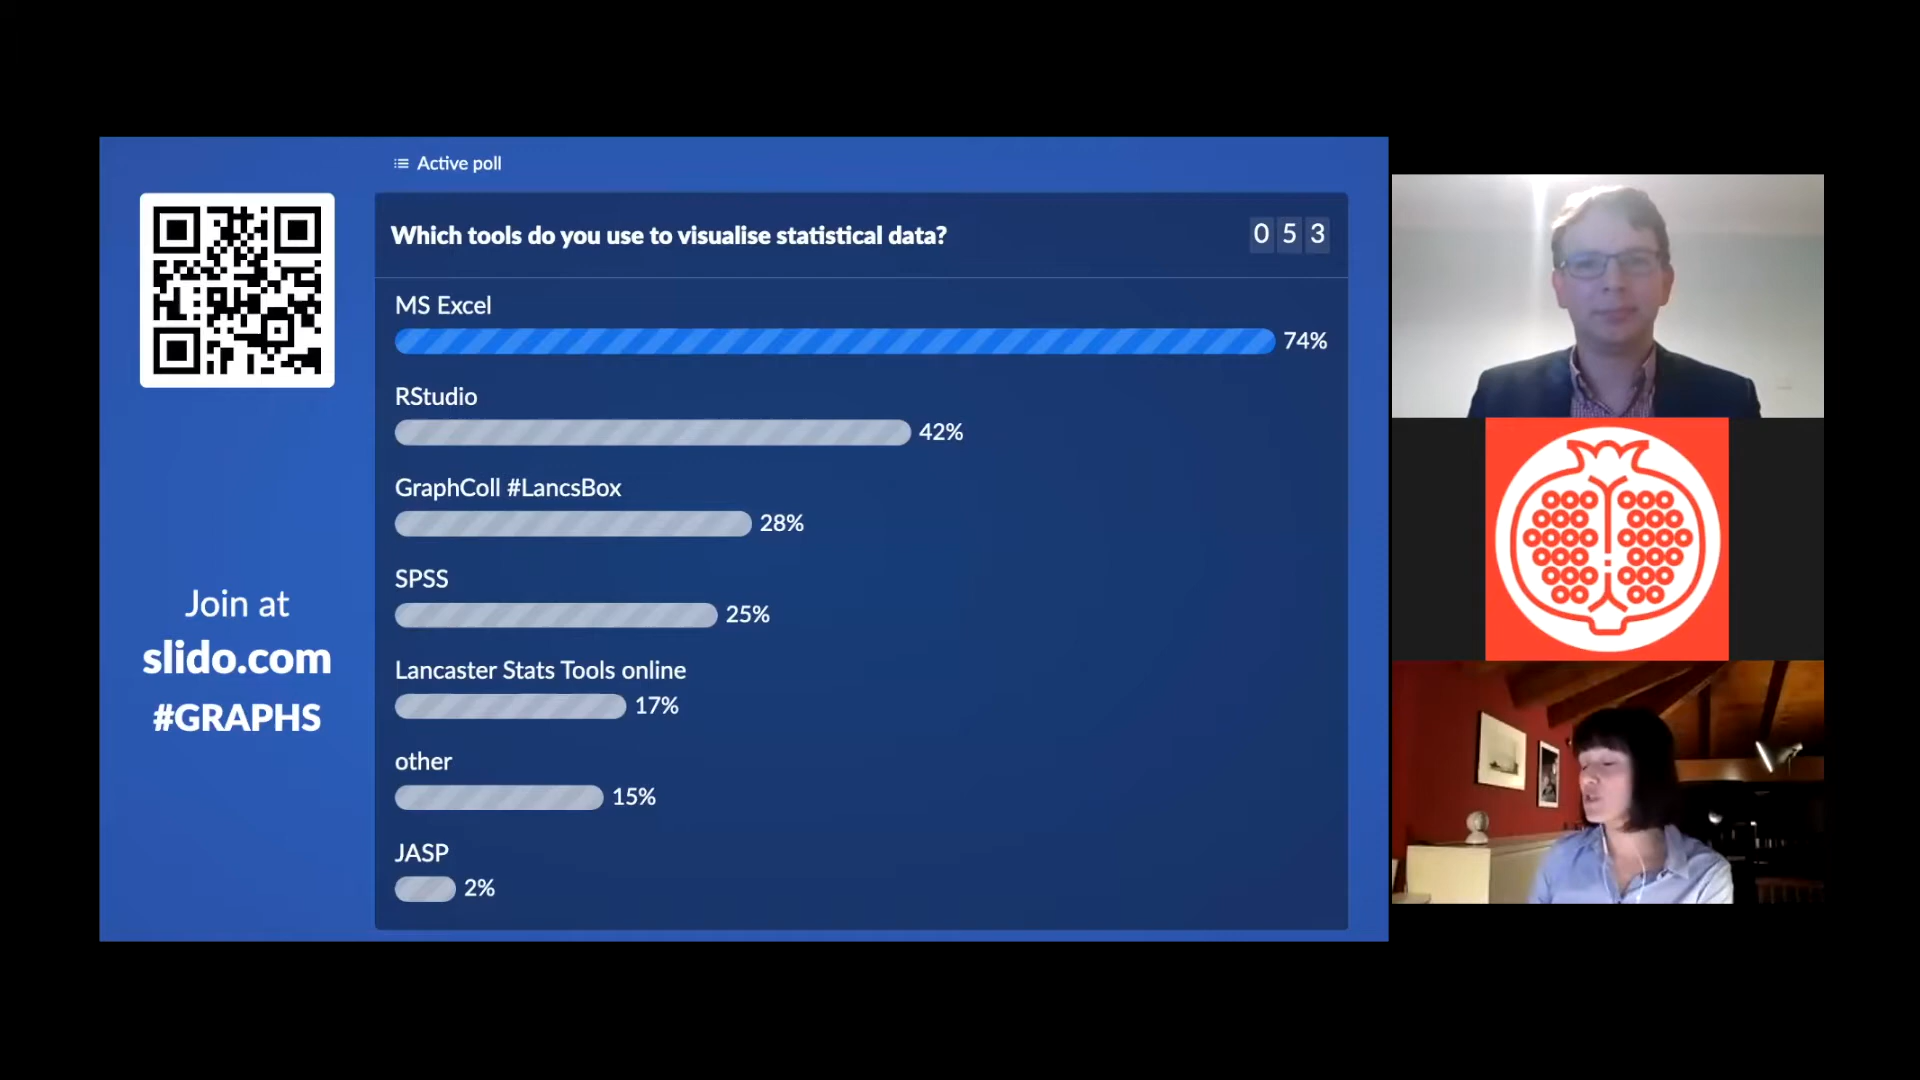 Active poll
Which tools do you use to visualise statistical data?
0 5 3
MS Excel
74%
RStudio
42%
GraphColl #LancsBox
28%
SPSS
25%
Lancaster Stats Tools online
17%
other
15%
JASP
2%
Join at
slido.com
#GRAPHS